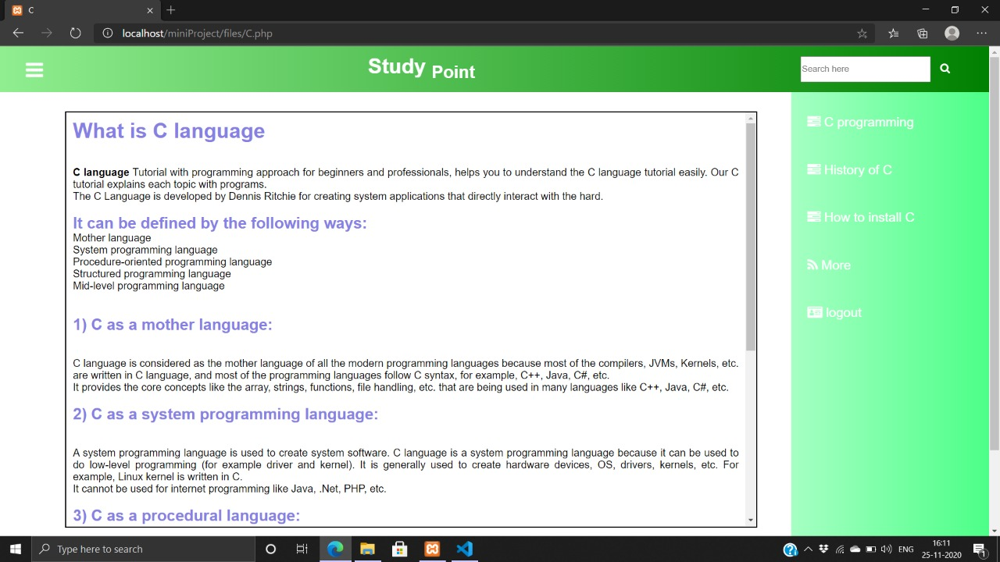 C
localhost/miniProject/files/C.php
Study Point
Search here
What is C language
C language Tutorial with programming approach for beginners and professionals, helps you to understand the C language tutorial easily. Our C
tutorial explains each topic with programs.
The C Language is developed by Dennis Ritchie for creating system applications that directly interact with the hard.
It can be defined by the following ways:
Mother language
System programming language
Procedure-oriented programming language
Structured programming language
Mid-level programming language
1) C as a mother language:
C language is considered as the mother language of all the modern programming languages because most of the compilers, JVMs, Kernels, etc.
are written in C language, and most of the programming languages follow C syntax, for example, C++, Java, C#, etc.
It provides the core concepts like the array, strings, functions, file handling, etc. that are being used in many languages like C++, Java, C#, etc.
2) C as a system programming language:
A system programming language is used to create system software. C language is a system programming language because it can be used to
do low-level programming (for example driver and kernel). It is generally used to create hardware devices, OS, drivers, kernels, etc. For
example, Linux kernel is written in C.
It cannot be used for internet programming like Java, .Net, PHP, etc.
3) C as a procedural language:
C programming
History of C
How to install C
More
logout
Type here to search
ENG
16:11
25-11-2020
1